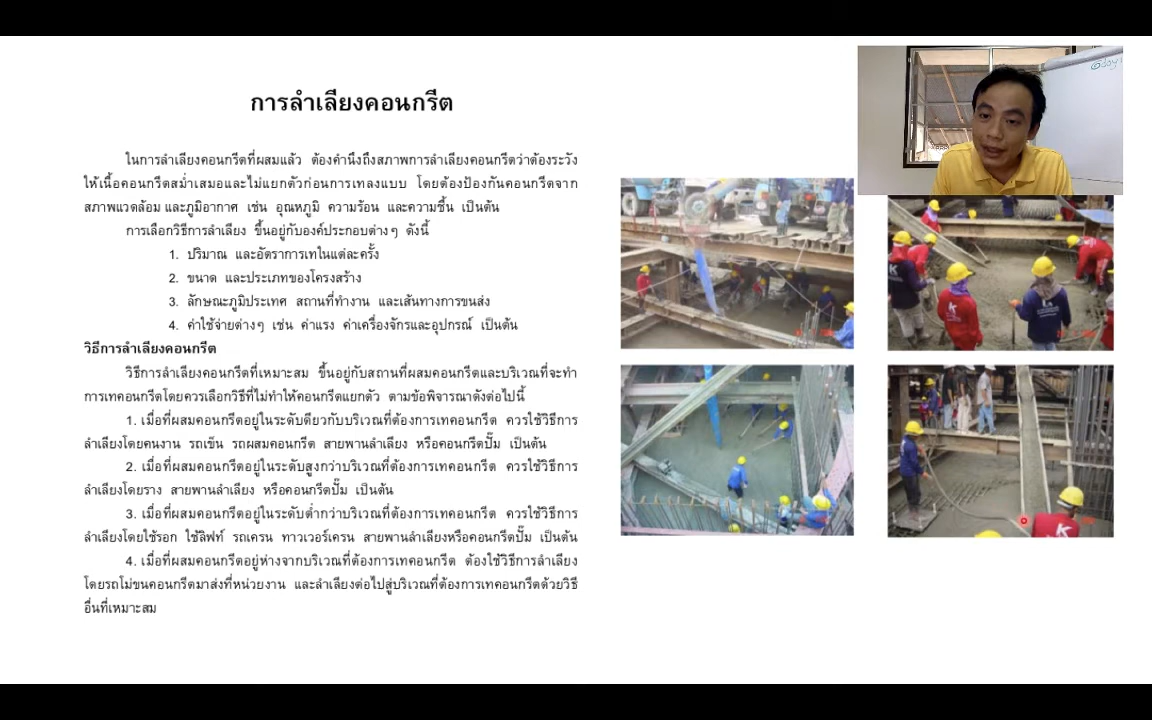 การลำเลียงคอนกรีต
ในการลำเลียงคอนกรีตที่ผสมแล้ว ต้องคำนึงถึงสภาพการลำเลียงคอนกรีตว่าต้องระวัง
ให้เนื้อคอนกรีตสม่ำเสมอและไม่แยกตัวก่อนการเทลงแบบ โดยต้องป้องกันคอนกรีตจาก
สภาพแวดล้อม และภูมิอากาศ เช่น อุณหภูมิ ความร้อน และความชื้น เป็นต้น
การเลือกวิธีการลำเลียง ขึ้นอยู่กับองค์ประกอบต่างๆ ดังนี้
1. ปริมาณ และอัตราการเทในแต่ละครั้ง
2. ขนาด และประเภทของโครงสร้าง
3. ลักษณะภูมิประเทศ สถานที่ทำงาน และเส้นทางการขนส่ง
4. ค่าใช้จ่ายต่างๆ เช่น ค่าแรง ค่าเครื่องจักรและอุปกรณ์ เป็นต้น
วิธีการลำเลียงคอนกรีต
วิธีการลำเลียงคอนกรีตที่เหมาะสม ขึ้นอยู่กับสถานที่ผสมคอนกรีตและบริเวณที่จะทำ
การเทคอนกรีตโดยควรเลือกวิธีที่ไม่ทำให้คอนกรีตแยกตัว ตามข้อพิจารณาดังต่อไปนี้
1. เมื่อที่ผสมคอนกรีตอยู่ในระดับเดียวกับบริเวณที่ต้องการเทคอนกรีต ควรใช้วิธีการ
ลำเลียงโดยคนงาน รถเข็น รถผสมคอนกรีต สายพานลำเลียง หรือคอนกรีตปั๊ม เป็นต้น
2. เมื่อที่ผสมคอนกรีตอยู่ในระดับสูงกว่าบริเวณที่ต้องการเทคอนกรีต ควรใช้วิธีการ
ลำเลียงโดยราง สายพานลำเลียง หรือคอนกรีตปั๊ม เป็นต้น
3. เมื่อที่ผสมคอนกรีตอยู่ในระดับต่ำกว่าบริเวณที่ต้องการเทคอนกรีต ควรใช้วิธีการ
ลำเลียงโดยใช้รอก ใช้ลิฟท์ รถเครน ทาวเวอร์เครน สายพานลำเลียงหรือคอนกรีตปั๊ม เป็นต้น
4. เมื่อที่ผสมคอนกรีตอยู่ห่างจากบริเวณที่ต้องการเทคอนกรีต ต้องใช้วิธีการลำเลียง
โดยรถโม่ขนคอนกรีตมาส่งที่หน่วยงาน และลำเลียงต่อไปสู่บริเวณที่ต้องการเทคอนกรีตด้วยวิธี
อื่นที่เหมาะสม
K
K
K